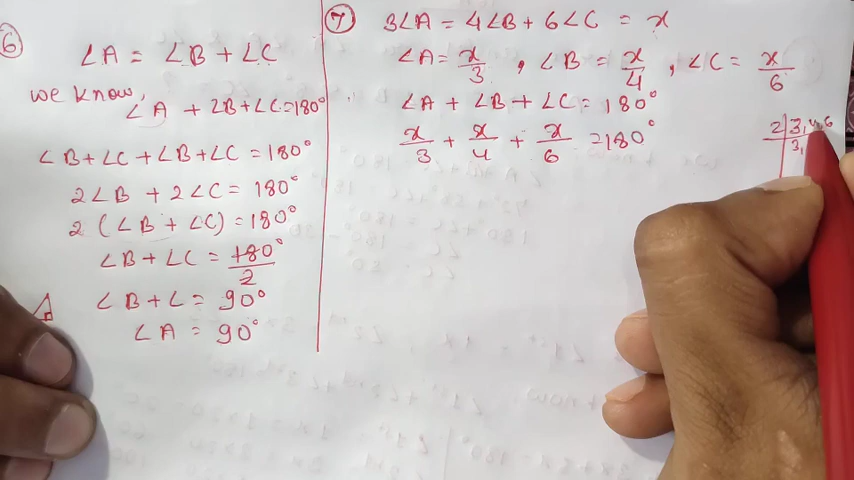 6
∠A = ∠B + ∠C
we know,
∠A + ∠B + ∠C = 180°
∠B + ∠C + ∠B + ∠C = 180°
2∠B + 2∠C = 180°
2 (∠B + ∠C) = 180°
∠B + ∠C = 180°/2
∠B + ∠ = 90°
∠A = 90°
7 3∠A = 4∠B + 6∠C = x
∠A = x/3 , ∠B = x/4 , ∠C = x/6
∠A + ∠B + ∠C = 180°
x/3 + x/4 + x/6 = 180°
2 | 3, 4, 6
3,